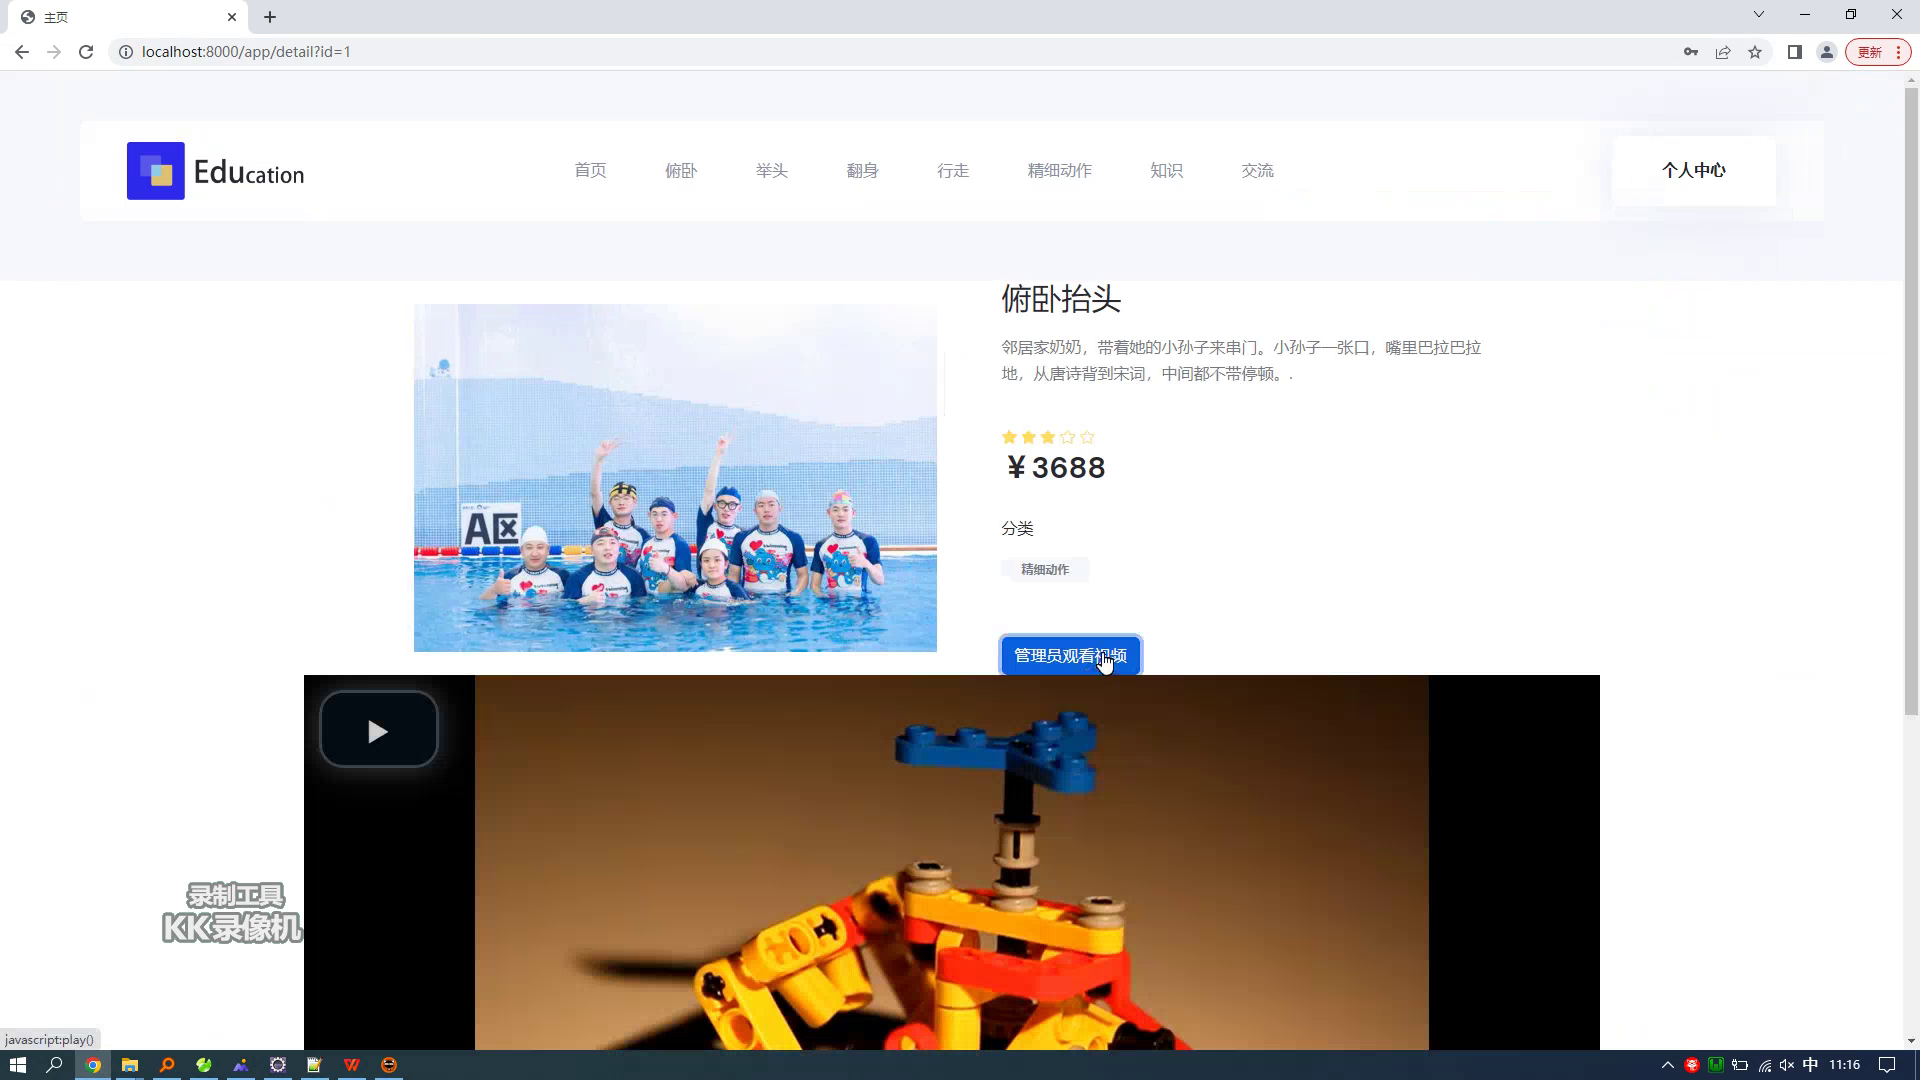 主页
localhost:8000/app/detail?id=1
更新
Education
首页
俯卧
举头
翻身
行走
精细动作
知识
交流
个人中心
俯卧抬头
邻居家奶奶，带着她的小孙子来串门。小孙子一张口，嘴里巴拉巴拉
地，从唐诗背到宋词，中间都不带停顿。.
￥3688
分类
精细动作
管理员观看视频
A区
录制工具
KK录像机
javascript:play()
中
11:16